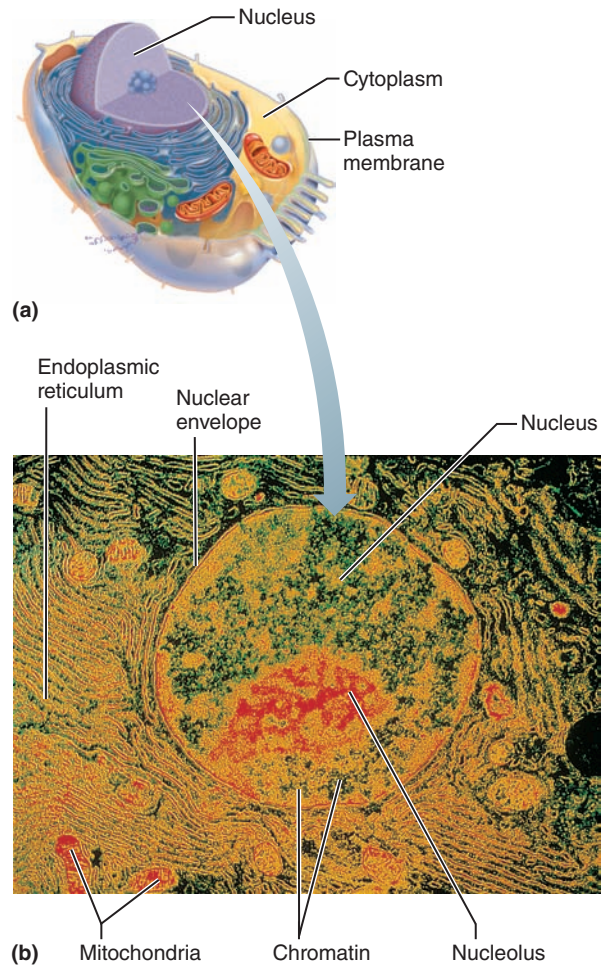 Nucleus
Cytoplasm
Plasma
membrane
(a)
Endoplasmic
reticulum
Nuclear
envelope
Nucleus
(b)
Mitochondria
Chromatin
Nucleolus